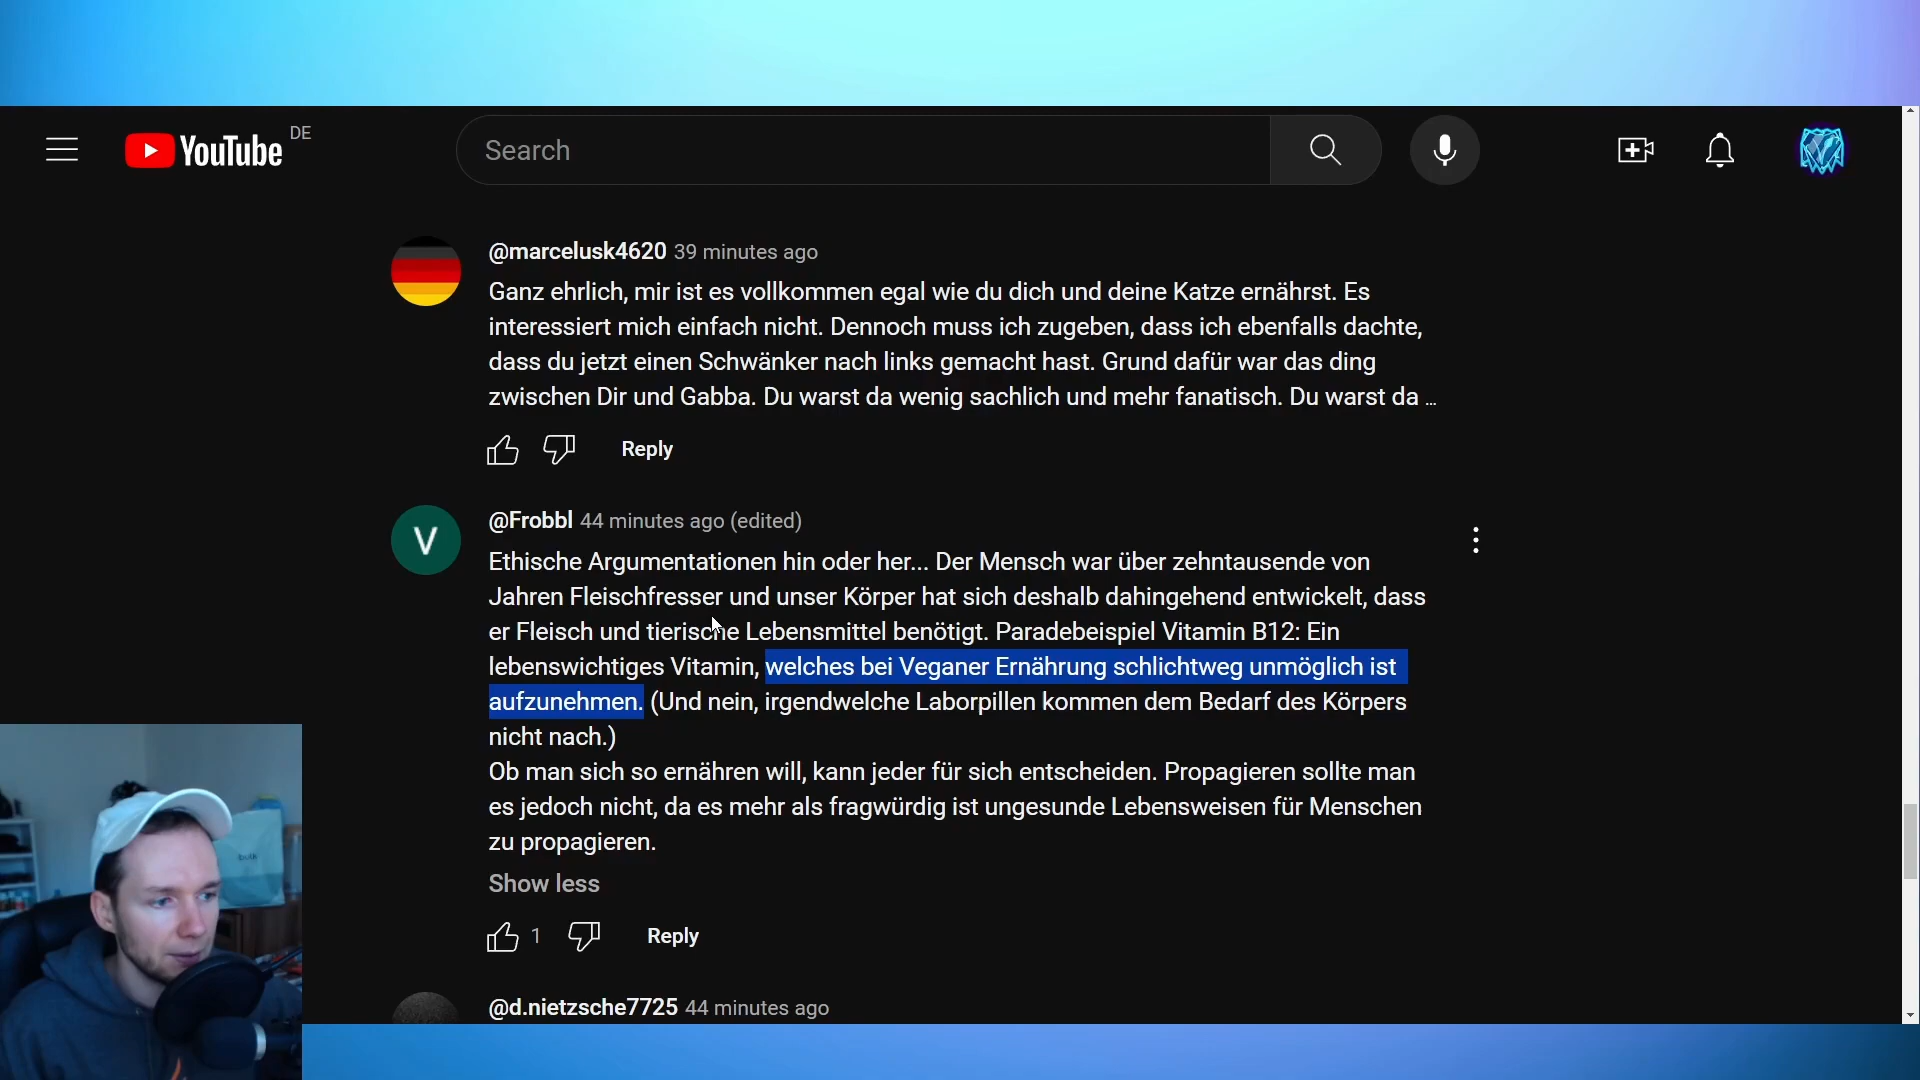 YouTube DE
Search
@marcelusk4620 39 minutes ago
Ganz ehrlich, mir ist es vollkommen egal wie du dich und deine Katze ernährst. Es
interessiert mich einfach nicht. Dennoch muss ich zugeben, dass ich ebenfalls dachte,
dass du jetzt einen Schwänker nach links gemacht hast. Grund dafür war das ding
zwischen Dir und Gabba. Du warst da wenig sachlich und mehr fanatisch. Du warst da ...
Reply
V
@Frobbl 44 minutes ago (edited)
Ethische Argumentationen hin oder her... Der Mensch war über zehntausende von
Jahren Fleischfresser und unser Körper hat sich deshalb dahingehend entwickelt, dass
er Fleisch und tierische Lebensmittel benötigt. Paradebeispiel Vitamin B12: Ein
lebenswichtiges Vitamin, welches bei Veganer Ernährung schlichtweg unmöglich ist
aufzunehmen. (Und nein, irgendwelche Laborpillen kommen dem Bedarf des Körpers
nicht nach.)
Ob man sich so ernähren will, kann jeder für sich entscheiden. Propagieren sollte man
es jedoch nicht, da es mehr als fragwürdig ist ungesunde Lebensweisen für Menschen
zu propagieren.
Show less
1 Reply
@d.nietzsche7725 44 minutes ago
bulk